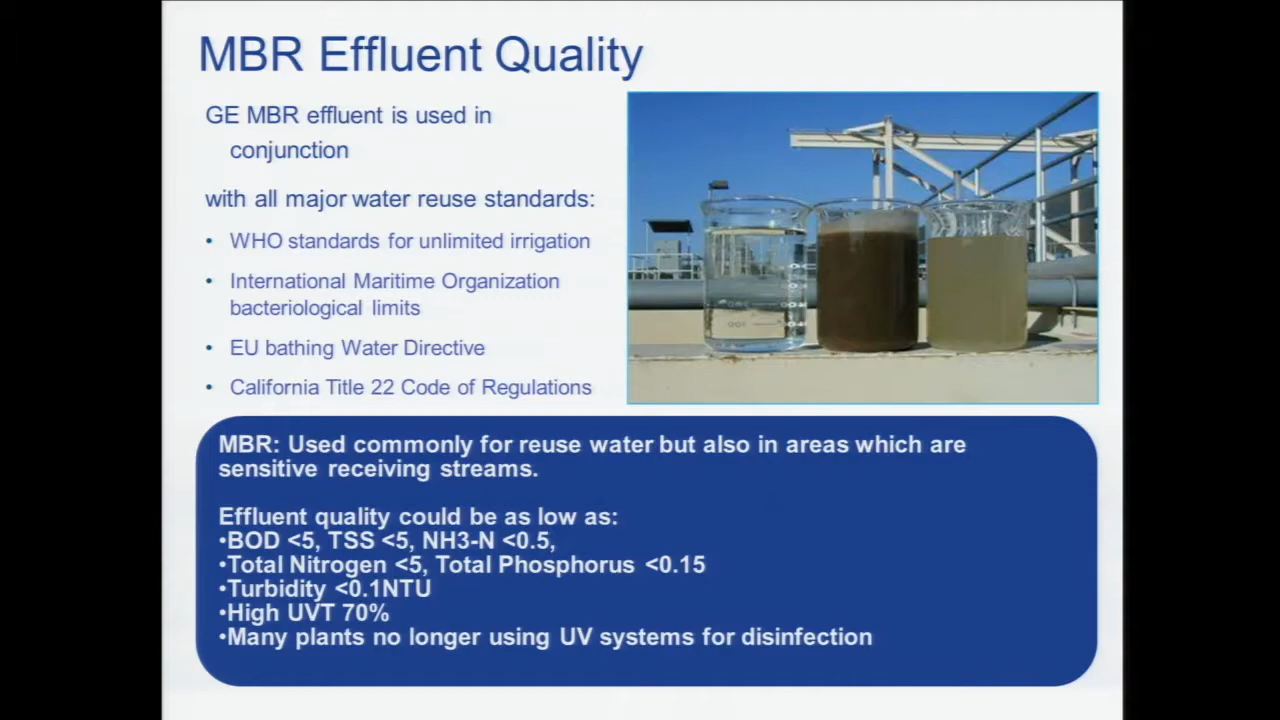 MBR Effluent Quality
GE MBR effluent is used in
conjunction
with all major water reuse standards:
• WHO standards for unlimited irrigation
• International Maritime Organization
bacteriological limits
• EU bathing Water Directive
• California Title 22 Code of Regulations
MBR: Used commonly for reuse water but also in areas which are
sensitive receiving streams.
Effluent quality could be as low as:
•BOD <5, TSS <5, NH3-N <0.5,
•Total Nitrogen <5, Total Phosphorus <0.15
•Turbidity <0.1NTU
•High UVT 70%
•Many plants no longer using UV systems for disinfection